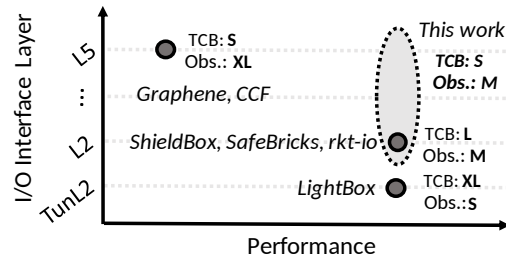 I/O Interface Layer
L5
...
L2
TunL2
TCB: S
Obs.: XL
This work
TCB: S
Obs.: M
Graphene, CCF
ShieldBox, SafeBricks, rkt-io
TCB: L
Obs.: M
LightBox
TCB: XL
Obs.: S
Performance